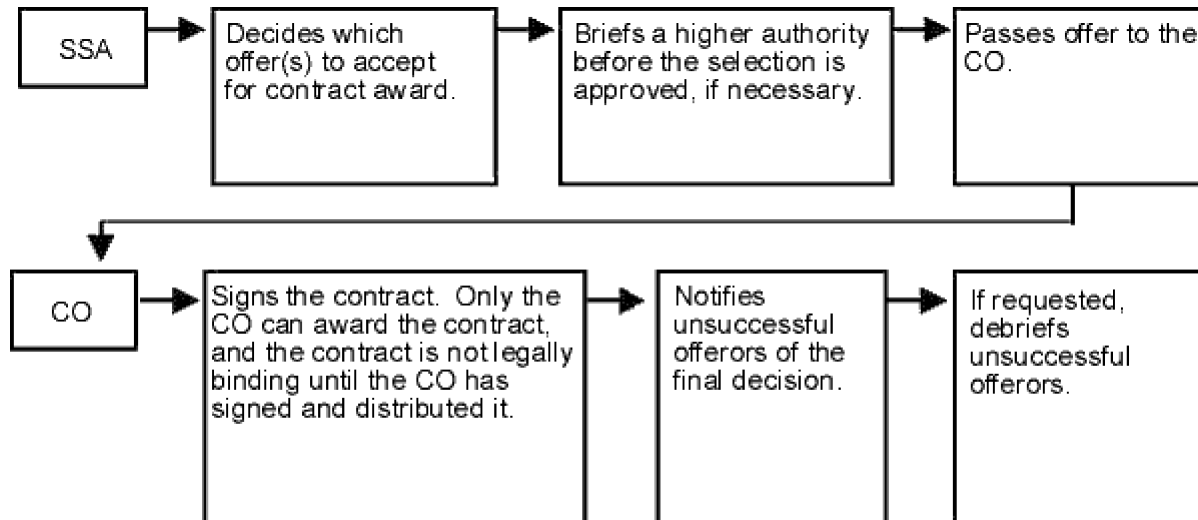 SSA
Decides which
offer(s) to accept
for contract award.
Briefs a higher authority
before the selection is
approved, if necessary.
Passes offer to the
CO.
CO
Signs the contract.  Only the
CO can award the contract,
and the contract is not legally
binding until the CO has
signed and distributed it.
Notifies
unsuccessful
offerors of the
final decision.
If requested,
debriefs
unsuccessful
offerors.